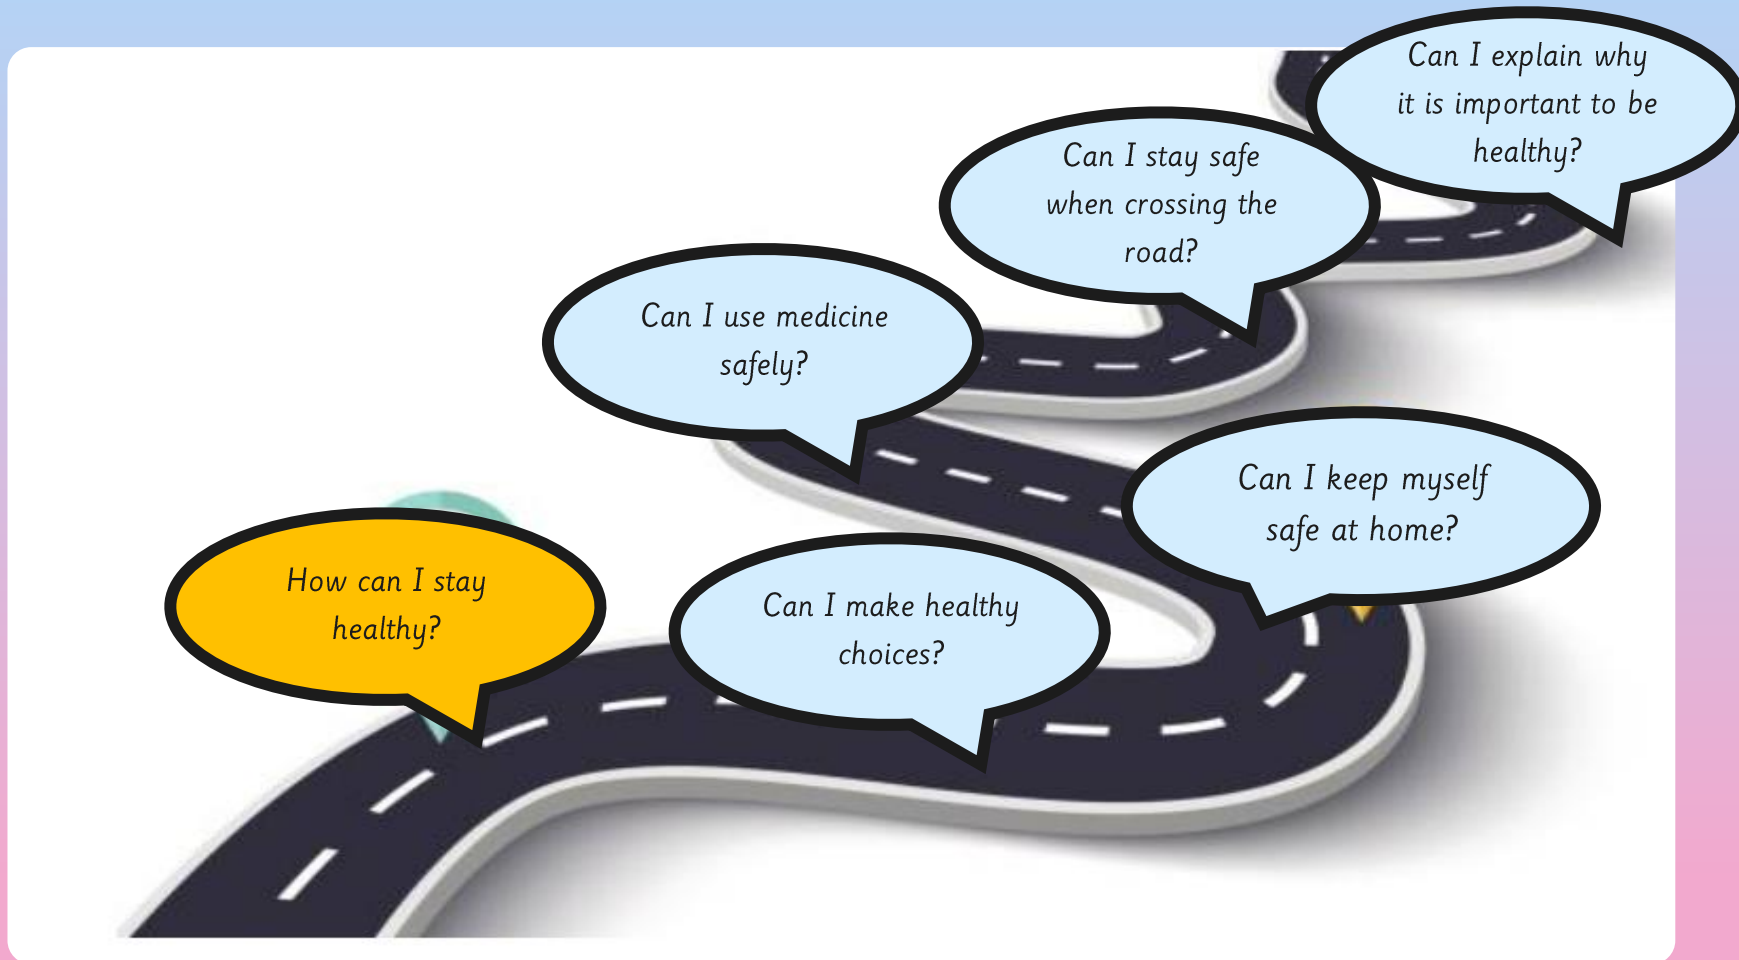 How can I stay
healthy?
Can I make healthy
choices?
Can I keep myself
safe at home?
Can I use medicine
safely?
Can I stay safe
when crossing the
road?
Can I explain why
it is important to be
healthy?